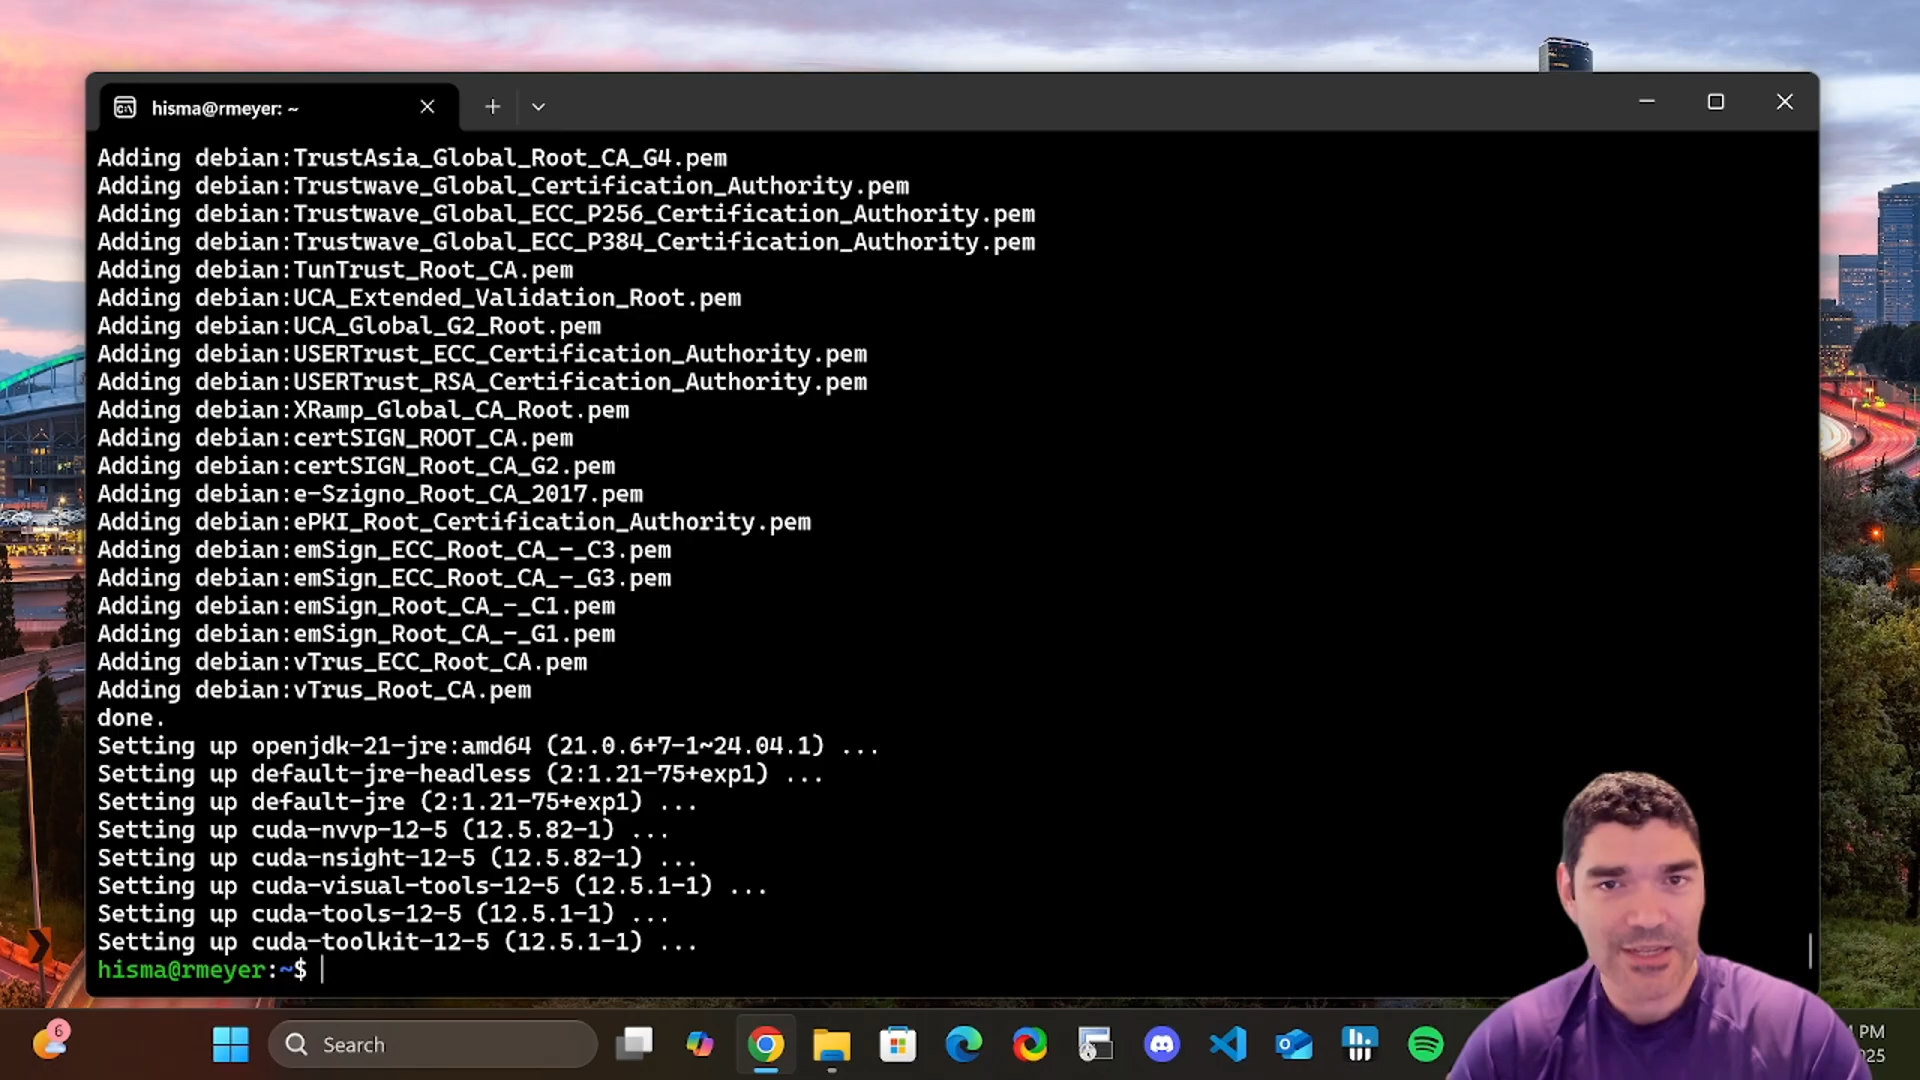 hisma@rmeyer: ~
Adding debian:TrustAsia_Global_Root_CA_G4.pem
Adding debian:Trustwave_Global_Certification_Authority.pem
Adding debian:Trustwave_Global_ECC_P256_Certification_Authority.pem
Adding debian:Trustwave_Global_ECC_P384_Certification_Authority.pem
Adding debian:TunTrust_Root_CA.pem
Adding debian:UCA_Extended_Validation_Root.pem
Adding debian:UCA_Global_G2_Root.pem
Adding debian:USERTrust_ECC_Certification_Authority.pem
Adding debian:USERTrust_RSA_Certification_Authority.pem
Adding debian:XRamp_Global_CA_Root.pem
Adding debian:certSIGN_ROOT_CA.pem
Adding debian:certSIGN_Root_CA_G2.pem
Adding debian:e-Szigno_Root_CA_2017.pem
Adding debian:ePKI_Root_Certification_Authority.pem
Adding debian:emSign_ECC_Root_CA_-_C3.pem
Adding debian:emSign_ECC_Root_CA_-_G3.pem
Adding debian:emSign_Root_CA_-_C1.pem
Adding debian:emSign_Root_CA_-_G1.pem
Adding debian:vTrus_ECC_Root_CA.pem
Adding debian:vTrus_Root_CA.pem
done.
Setting up openjdk-21-jre:amd64 (21.0.6+7-1~24.04.1) ...
Setting up default-jre-headless (2:1.21-75+exp1) ...
Setting up default-jre (2:1.21-75+exp1) ...
Setting up cuda-nvvp-12-5 (12.5.82-1) ...
Setting up cuda-nsight-12-5 (12.5.82-1) ...
Setting up cuda-visual-tools-12-5 (12.5.1-1) ...
Setting up cuda-tools-12-5 (12.5.1-1) ...
Setting up cuda-toolkit-12-5 (12.5.1-1) ...
hisma@rmeyer:~$
6
Search
PM